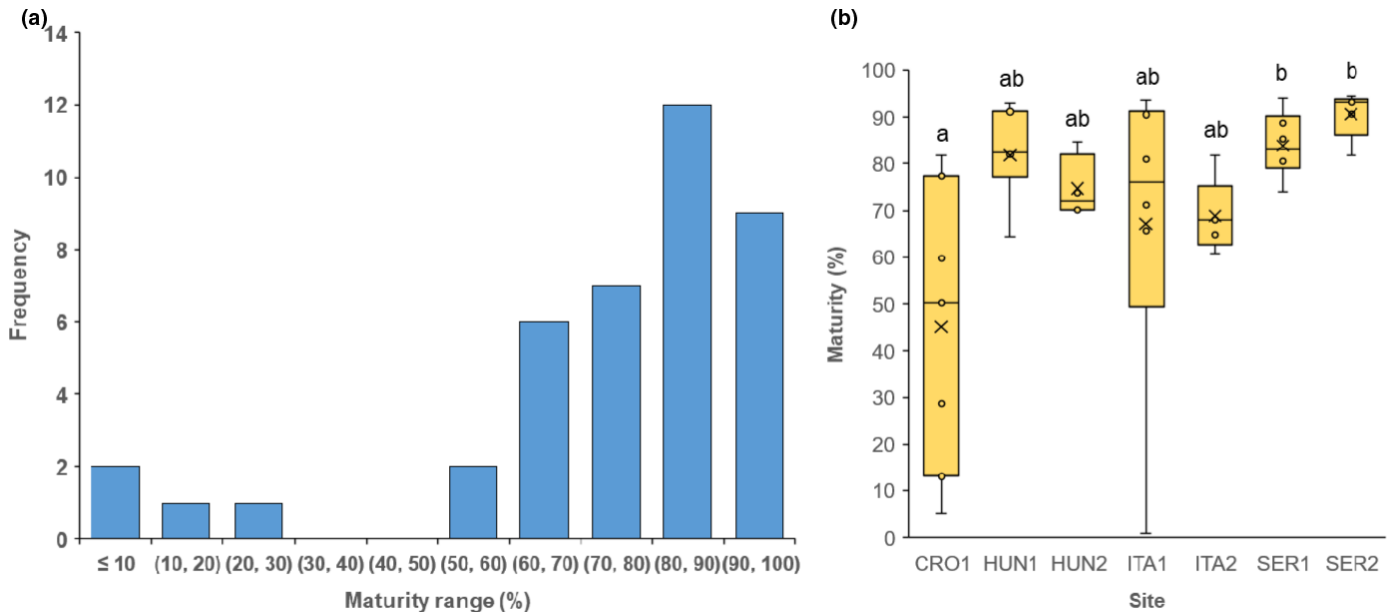 (a)
14
12
10
8
6
4
2
0
Frequency
≤ 10 (10, 20) (20, 30) (30, 40) (40, 50) (50, 60) (60, 70) (70, 80) (80, 90) (90, 100)
Maturity range (%)
(b)
100
90
80
70
60
50
40
30
20
10
0
Maturity (%)
a ab ab ab ab b b
CRO1 HUN1 HUN2 ITA1 ITA2 SER1 SER2
Site